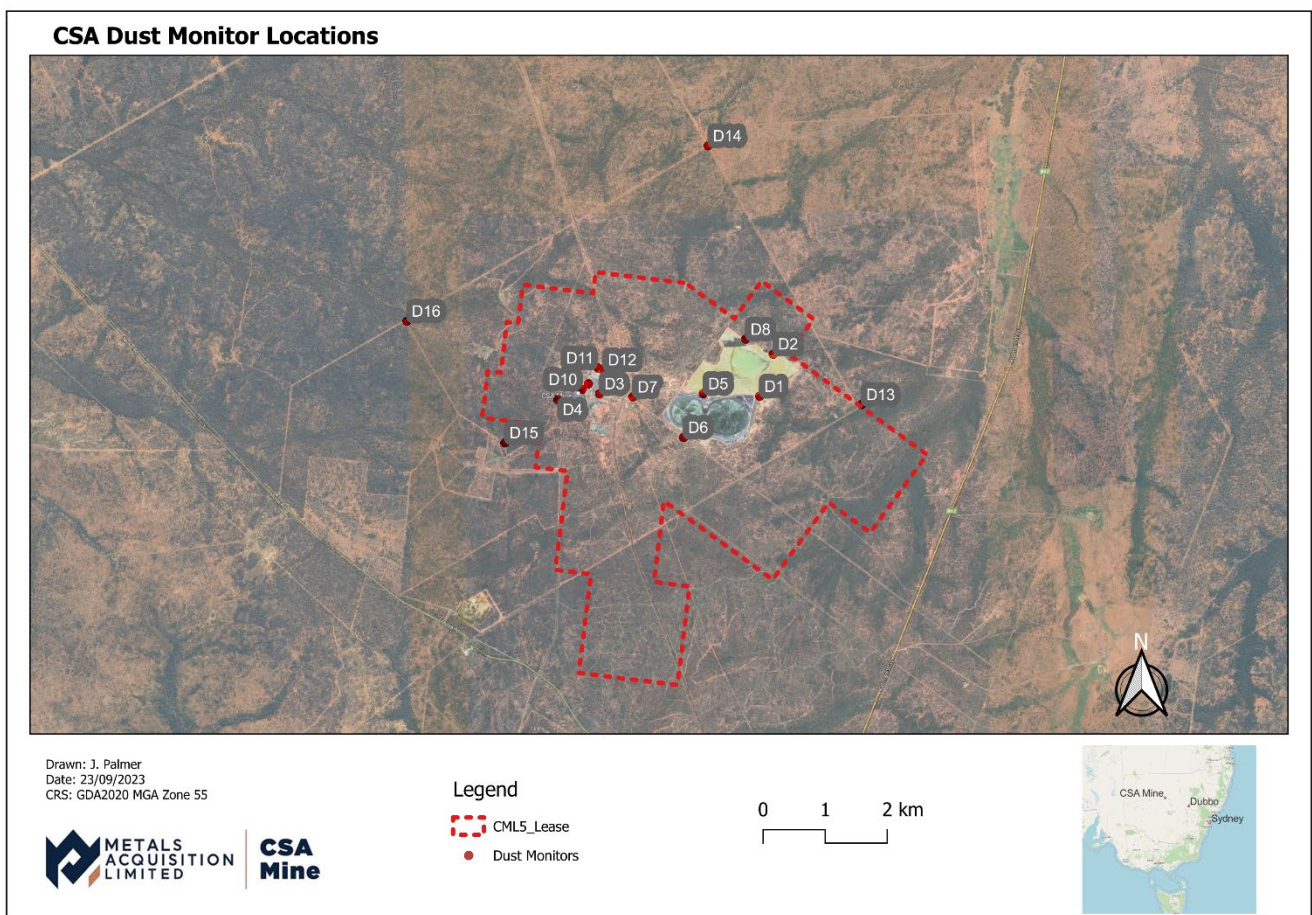 CSA Dust Monitor Locations
D14
D16
D8
D2
D11
D12
D10
D3
D7
D5
D1
D13
D4
D6
D15
N
Drawn: J. Palmer
Date: 23/09/2023
CRS: GDA2020 MGA Zone 55
METALS
ACQUISITION
LIMITED
CSA
Mine
Legend
CML5_Lease
Dust Monitors
0 1 2 km
CSA Mine
Dubbo
Sydney